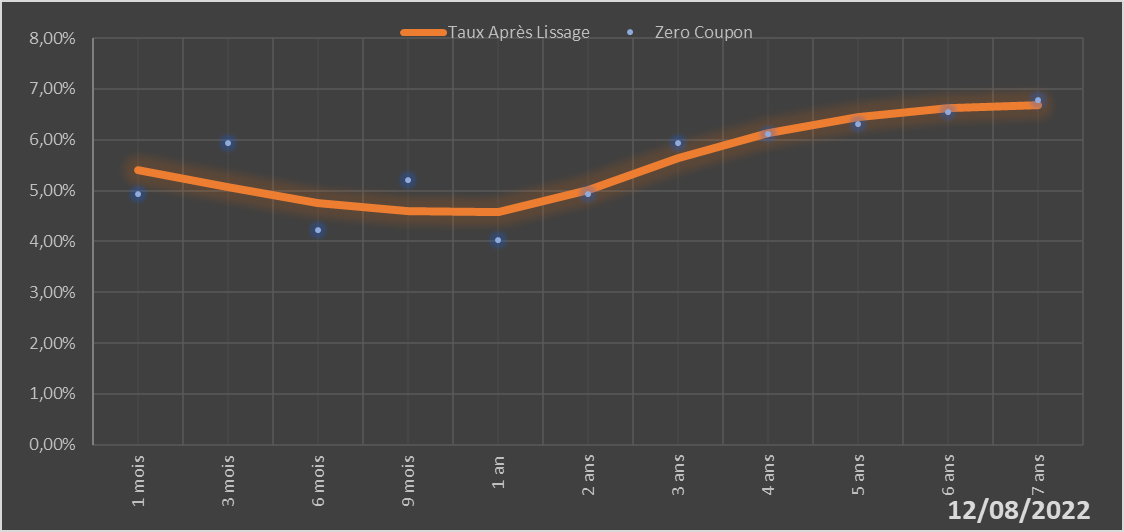 Taux Après Lissage
Zero Coupon
8,00%
7,00%
6,00%
5,00%
4,00%
3,00%
2,00%
1,00%
0,00%
1 mois
3 mois
6 mois
9 mois
1 an
2 ans
3 ans
4 ans
5 ans
6 ans
7 ans
12/08/2022